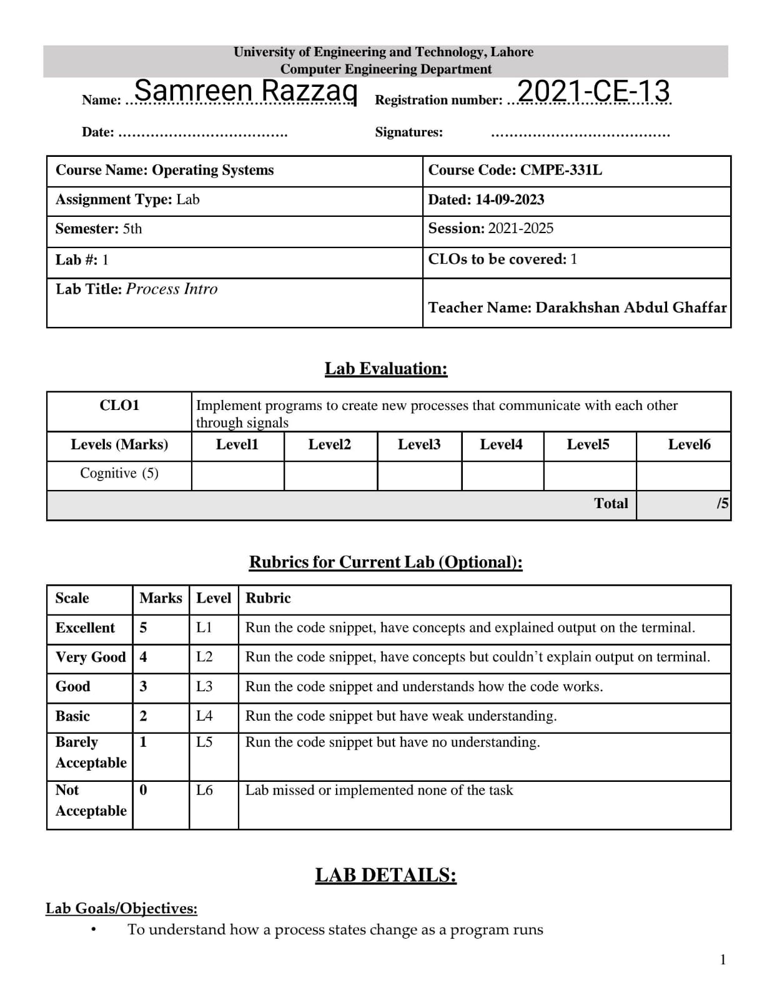 University of Engineering and Technology, Lahore
Computer Engineering Department
Name: ..Samreen Razzaq Registration number: ..2021-CE-13
Date: ………………………………. Signatures: …………………………………
Course Name: Operating Systems Course Code: CMPE-331L
Assignment Type: Lab Dated: 14-09-2023
Semester: 5th Session: 2021-2025
Lab #: 1 CLOs to be covered: 1
Lab Title: Process Intro
Teacher Name: Darakhshan Abdul Ghaffar
Lab Evaluation:
CLO1 Implement programs to create new processes that communicate with each other
through signals
Levels (Marks) Level1 Level2 Level3 Level4 Level5 Level6
Cognitive (5)
Total /5
Rubrics for Current Lab (Optional):
Scale Marks Level Rubric
Excellent 5 L1 Run the code snippet, have concepts and explained output on the terminal.
Very Good 4 L2 Run the code snippet, have concepts but couldn’t explain output on terminal.
Good 3 L3 Run the code snippet and understands how the code works.
Basic 2 L4 Run the code snippet but have weak understanding.
Barely 1 L5 Run the code snippet but have no understanding.
Acceptable
Not 0 L6 Lab missed or implemented none of the task
Acceptable
LAB DETAILS:
Lab Goals/Objectives:
• To understand how a process states change as a program runs
1